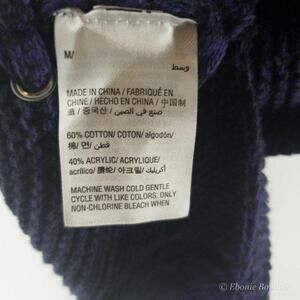 M/
وسط
MADE IN CHINA / FABRIQUÉ EN
CHINE / HECHO EN CHINA / 中国制
造 / صنع في الصين / 중국산
60% COTTON/ COTON/ algodón/
棉/ 면/ قطن
40% ACRYLIC/ ACRYLIQUE/
acrílico/ 腈纶/ 아크릴/ أكريليك
MACHINE WASH COLD GENTLE
CYCLE WITH LIKE COLORS. ONLY
NON-CHLORINE BLEACH WHEN
© Ebonie